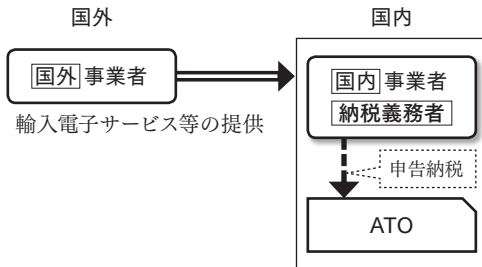 国外
国内
国外 事業者
輸入電子サービス等の提供
国内 事業者
納税義務者
申告納税
ATO